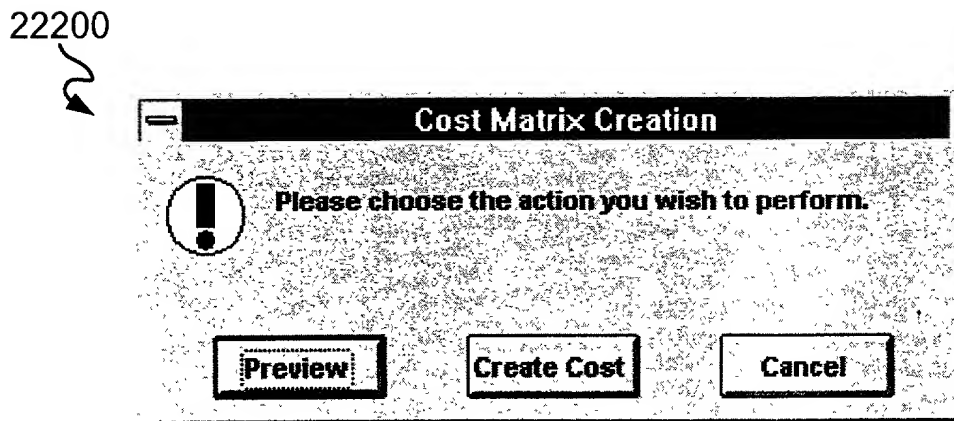 22200
Cost Matrix Creation
Please choose the action you wish to perform.
Preview Create Cost Cancel